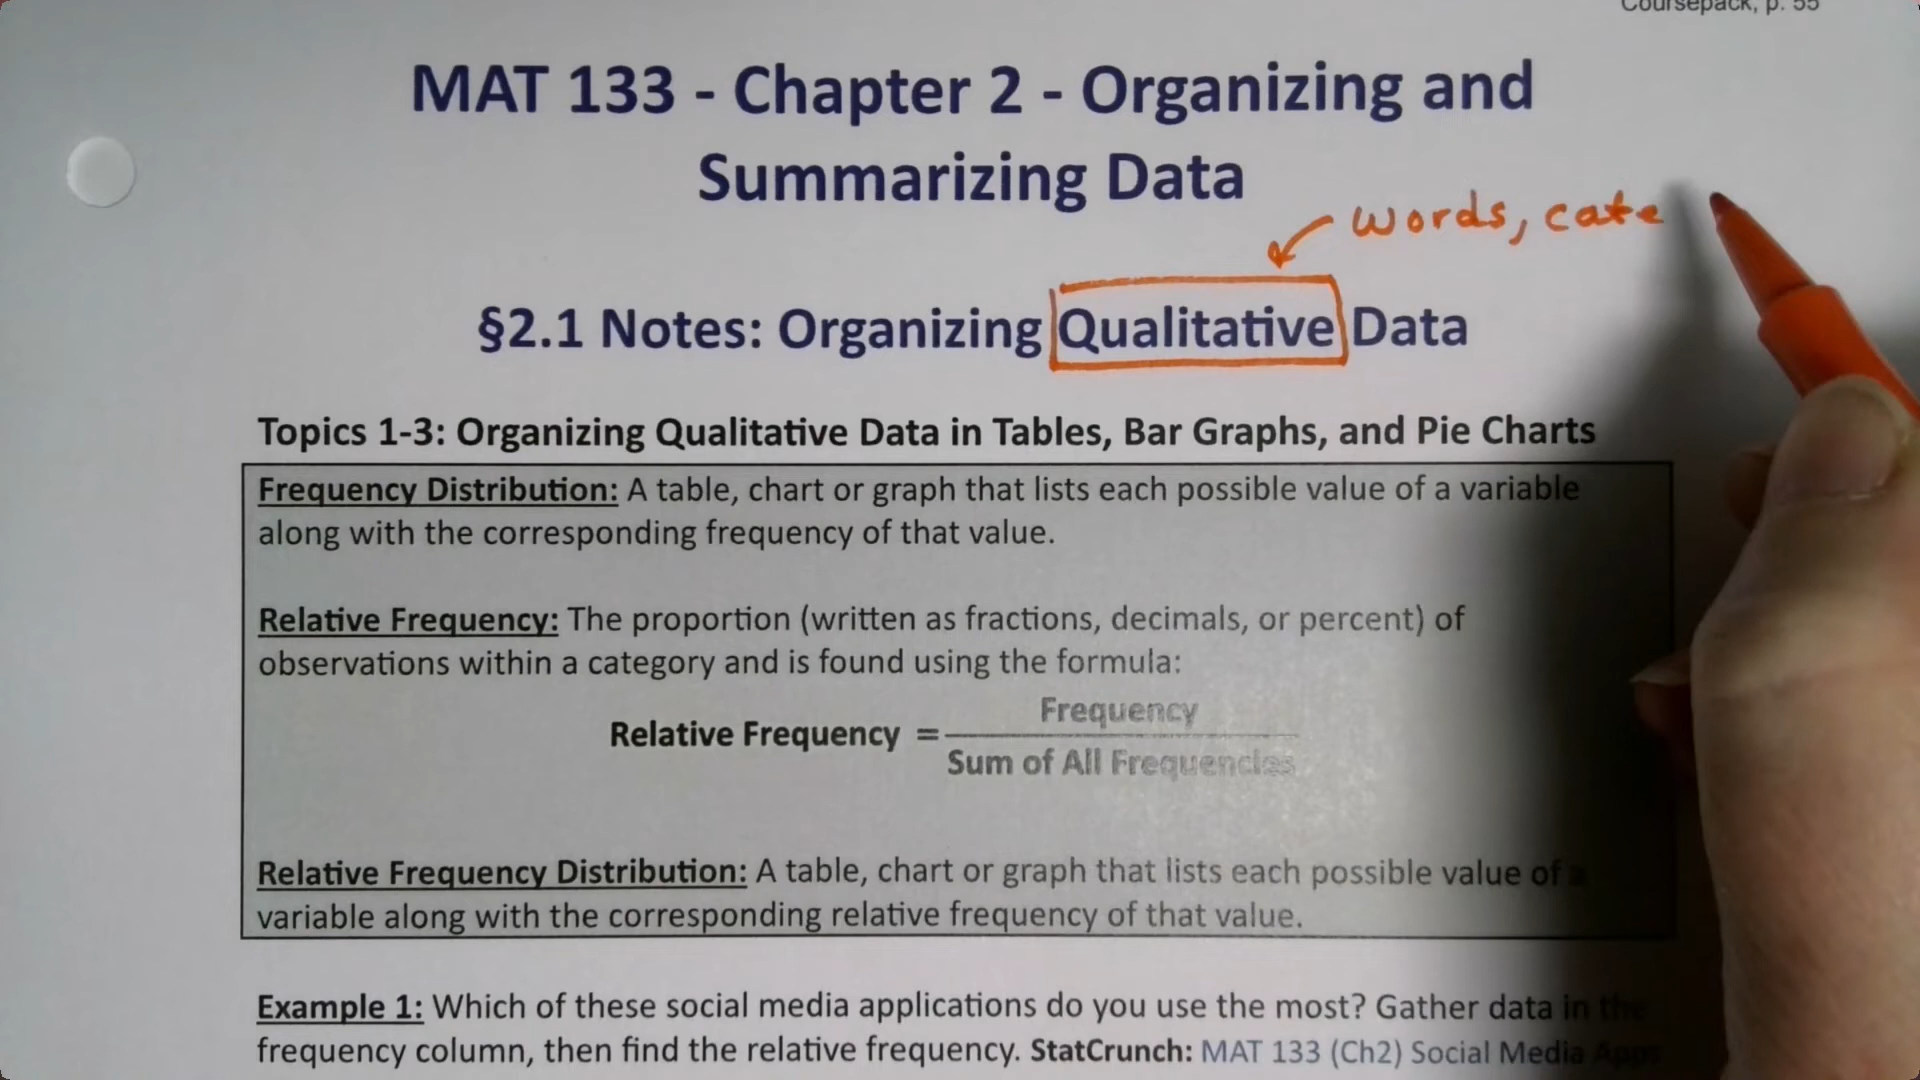 Coursepack, p. 55
MAT 133 - Chapter 2 - Organizing and
Summarizing Data
words, cate
§2.1 Notes: Organizing Qualitative Data
Topics 1-3: Organizing Qualitative Data in Tables, Bar Graphs, and Pie Charts
Frequency Distribution: A table, chart or graph that lists each possible value of a variable
along with the corresponding frequency of that value.
Relative Frequency: The proportion (written as fractions, decimals, or percent) of
observations within a category and is found using the formula:
Frequency
Relative Frequency =
Sum of All Frequencies
Relative Frequency Distribution: A table, chart or graph that lists each possible value of a
variable along with the corresponding relative frequency of that value.
Example 1: Which of these social media applications do you use the most? Gather data in the
frequency column, then find the relative frequency. StatCrunch: MAT 133 (Ch2) Social Media Apps